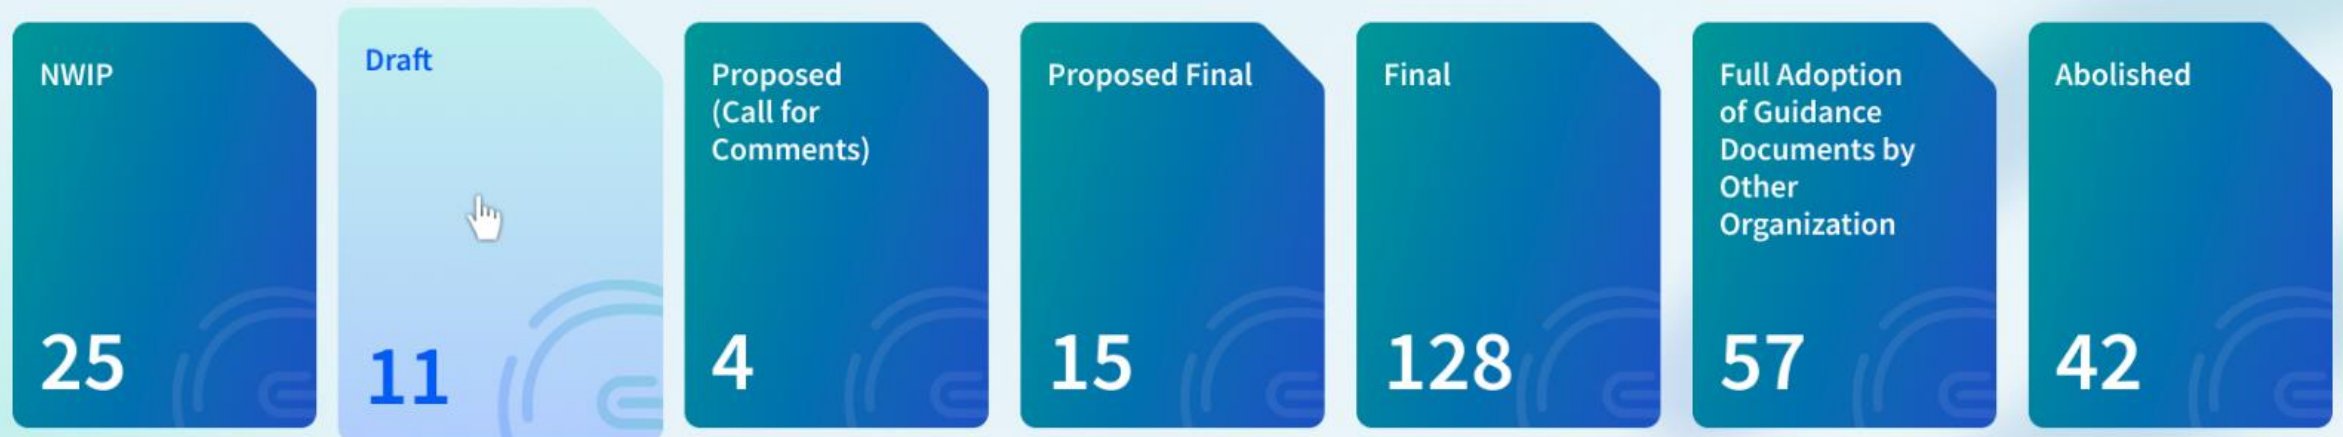 NWIP
25
Draft
11
Proposed
(Call for
Comments)
4
Proposed Final
15
Final
128
Full Adoption
of Guidance
Documents by
Other
Organization
57
Abolished
42